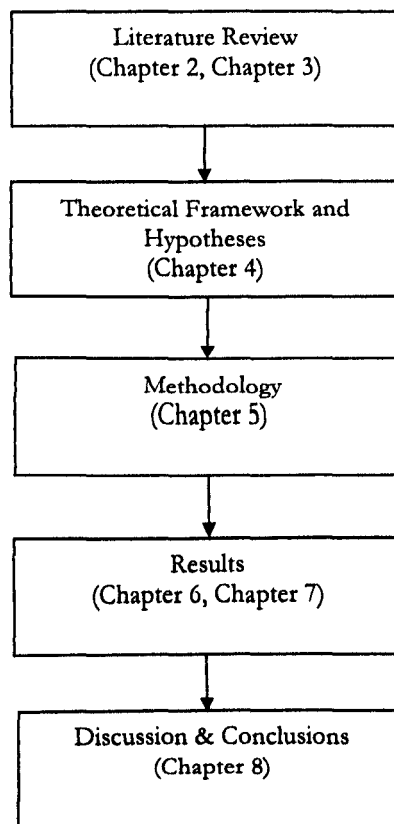 Literature Review
(Chapter 2, Chapter 3)
Theoretical Framework and
Hypotheses
(Chapter 4)
Methodology
(Chapter 5)
Results
(Chapter 6, Chapter 7)
Discussion & Conclusions
(Chapter 8)